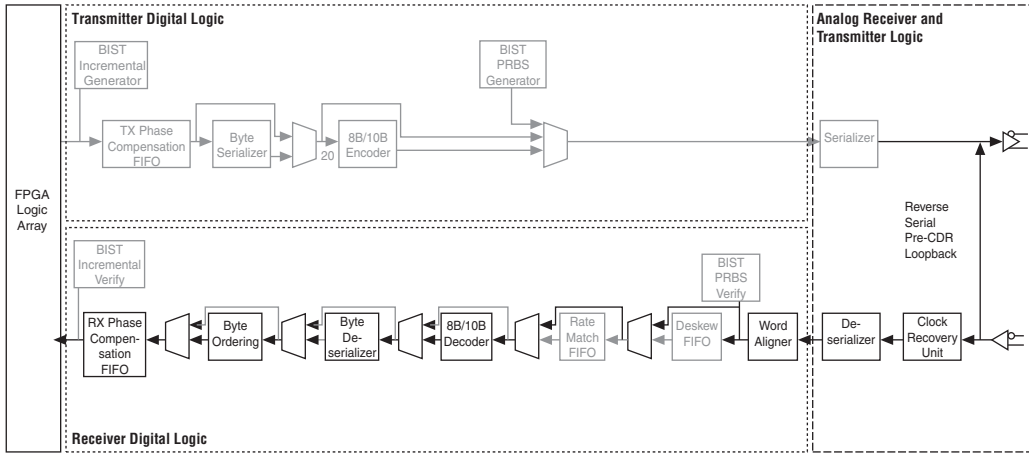 Transmitter Digital Logic
Analog Receiver and
Transmitter Logic
BIST
Incremental
Generator
BIST
PRBS
Generator
TX Phase
Compensation
FIFO
Byte
Serializer
20
8B/10B
Encoder
Serializer
FPGA
Logic
Array
Reverse
Serial
Pre-CDR
Loopback
BIST
Incremental
Verify
BIST
PRBS
Verify
RX Phase
Compen-
sation
FIFO
Byte
Ordering
Byte
De-
serializer
8B/10B
Decoder
Rate
Match
FIFO
Deskew
FIFO
Word
Aligner
De-
serializer
Clock
Recovery
Unit
Receiver Digital Logic